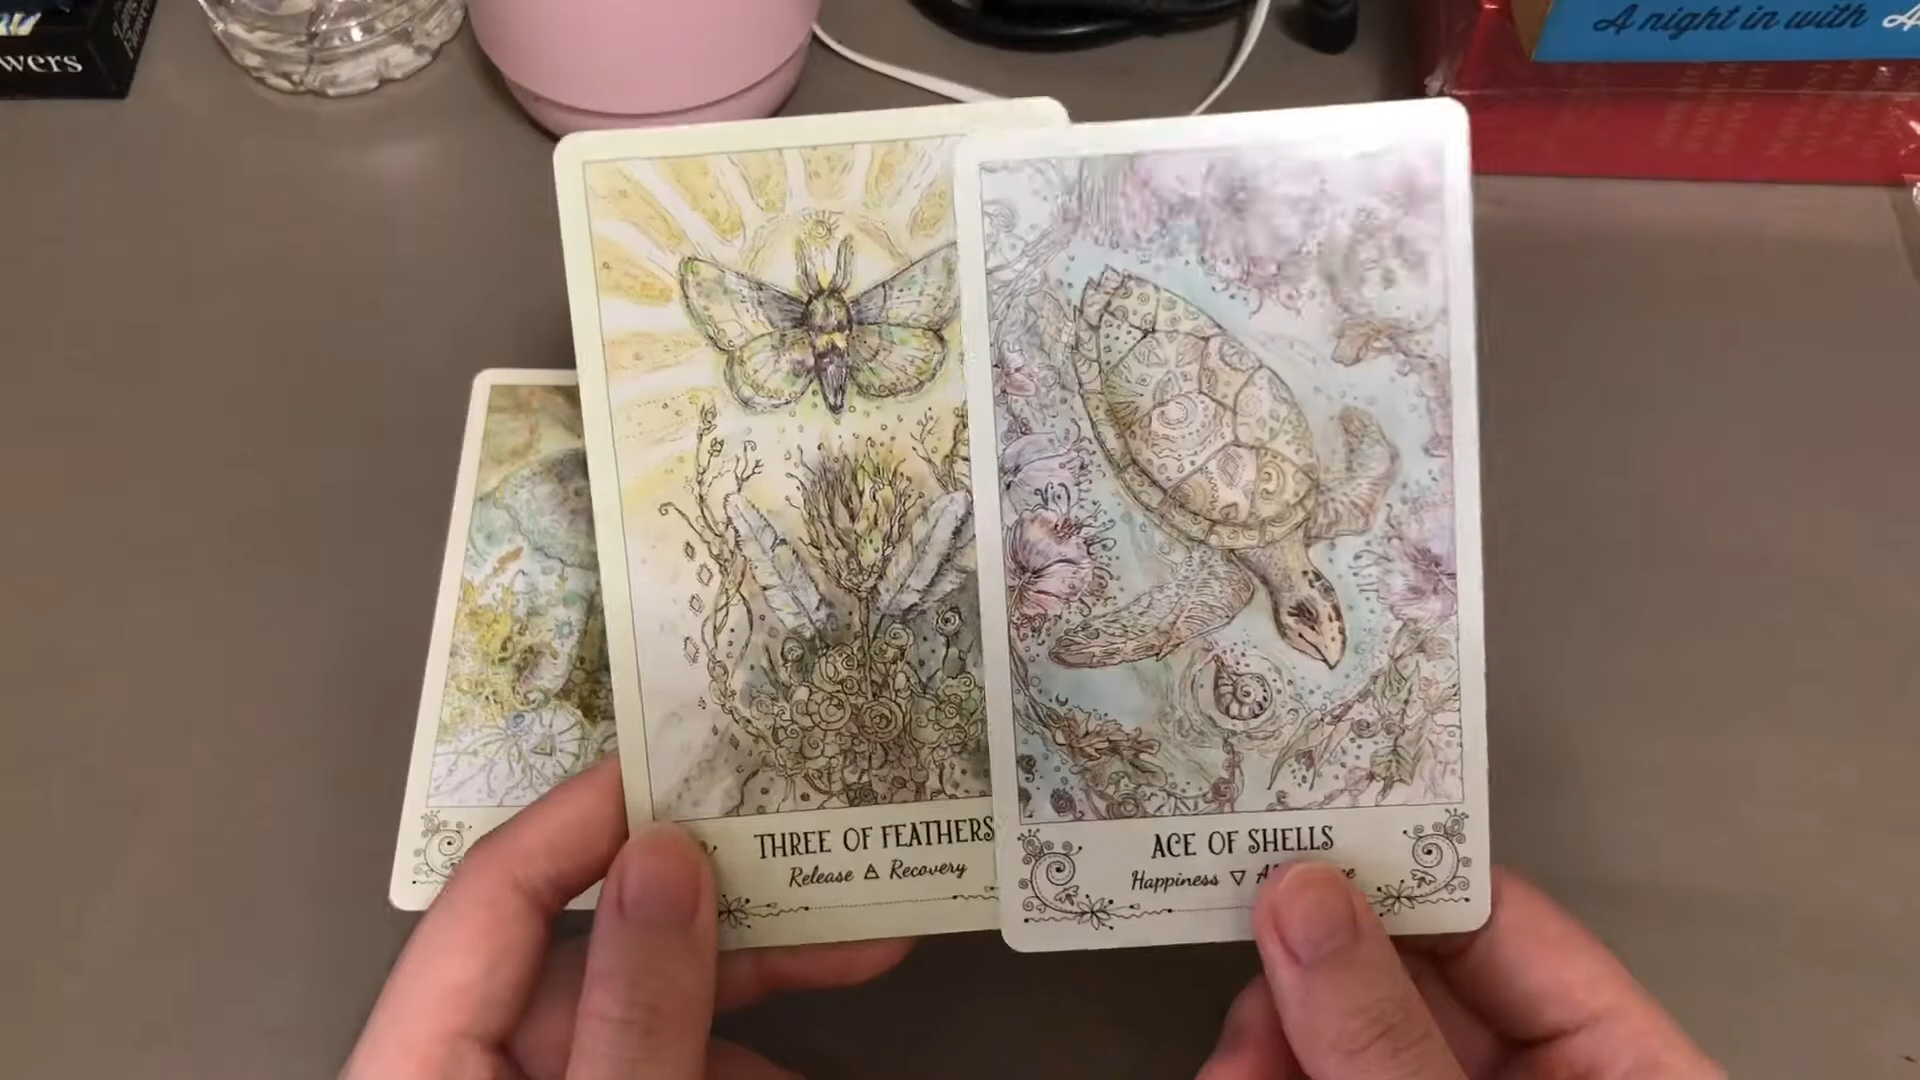 wers
A night in with
THREE OF FEATHERS
Release Recovery
ACE OF SHELLS
Happiness